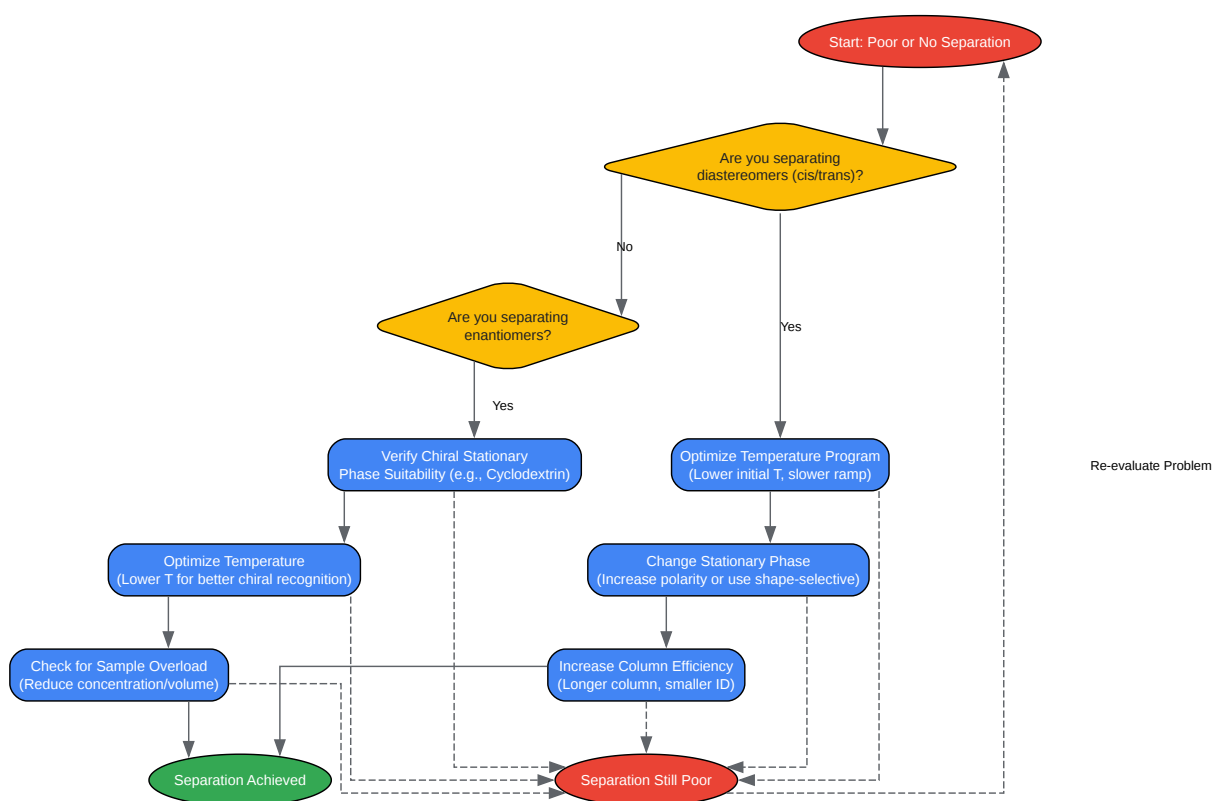 Start: Poor or No Separation
Are you separating
diastereomers (cis/trans)?
No
Are you separating
enantiomers?
Yes
Yes
Verify Chiral Stationary
Phase Suitability (e.g., Cyclodextrin)
Optimize Temperature Program
(Lower initial T, slower ramp)
Re-evaluate Problem
Optimize Temperature
(Lower T for better chiral recognition)
Change Stationary Phase
(Increase polarity or use shape-selective)
Check for Sample Overload
(Reduce concentration/volume)
Increase Column Efficiency
(Longer column, smaller ID)
Separation Achieved
Separation Still Poor